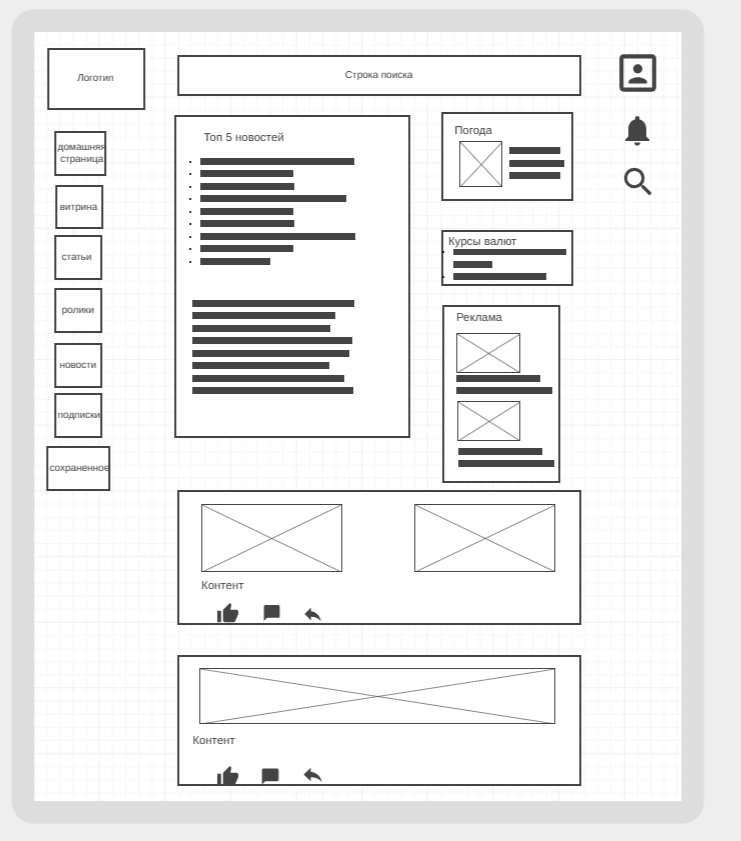 Логотип
Строка поиска
домашняя
страница
витрина
статьи
ролики
новости
подписки
сохраненное
Топ 5 новостей
Погода
Курсы валют
Реклама
Контент
Контент